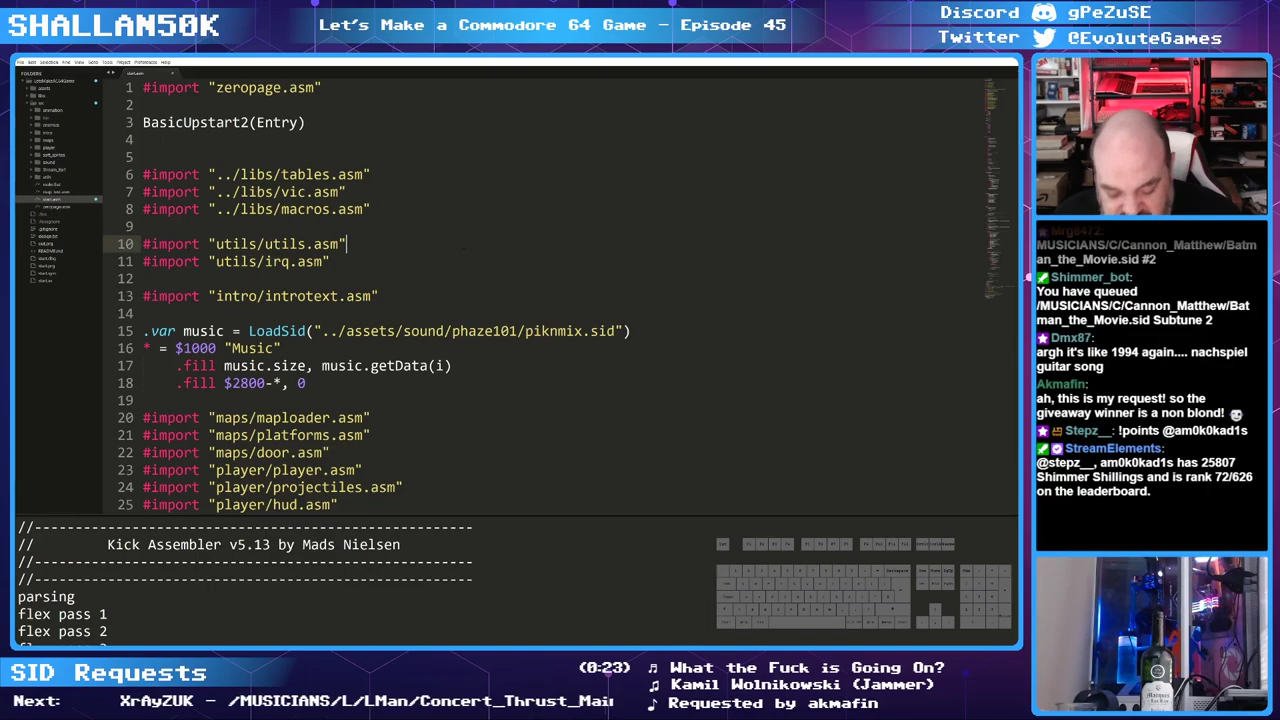 SHALLAN50K
Let's Make a Commodore 64 Game - Episode 45
Discord gPeZuSE
Twitter @EvoluteGames
FOLDERS
start.asm
1 #import "zeropage.asm"
2
3 BasicUpstart2(Entry)
4
5
6 #import "../libs/tables.asm"
7 #import "../libs/vic.asm"
8 #import "../libs/macros.asm"
9
10 #import "utils/utils.asm"
11 #import "utils/irq.asm"
12
13 #import "intro/introtext.asm"
14
15 .var music = LoadSid("../assets/sound/phaze101/piknmix.sid")
16 * = $1000 "Music"
17 .fill music.size, music.getData(i)
18 .fill $2800-*, 0
19
20 #import "maps/maploader.asm"
21 #import "maps/platforms.asm"
22 #import "maps/door.asm"
23 #import "player/player.asm"
24 #import "player/projectiles.asm"
25 #import "player/hud.asm"
//------------------------------------------------------
// Kick Assembler v5.13 by Mads Nielsen
//------------------------------------------------------
//------------------------------------------------------
parsing
flex pass 1
flex pass 2
Mrg8472:
MUSICIANS/C/Cannon_Matthew/Batm
an_the_Movie.sid #2
Shimmer_bot:
You have queued
/MUSICIANS/C/Cannon_Matthew/Bat
man_the_Movie.sid Subtune 2
Dmx87:
argh it's like 1994 again.... nachspiel
guitar song
Akmafin:
ah, this is my request! so the
giveaway winner is a non blond!
Stepz__: !points @am0k0kad1s
StreamElements:
@stepz__, am0k0kad1s has 25807
Shimmer Shillings and is rank 72/626
on the leaderboard.
SID Requests
(0:23) ♫ What the Fuck is Going On?
♫ Kamil Wolnikowski (Jammer)
♪ Requested by akmafin
Next: XrAyZUK - /MUSICIANS/L/LMan/Concert_Thrust_Mai